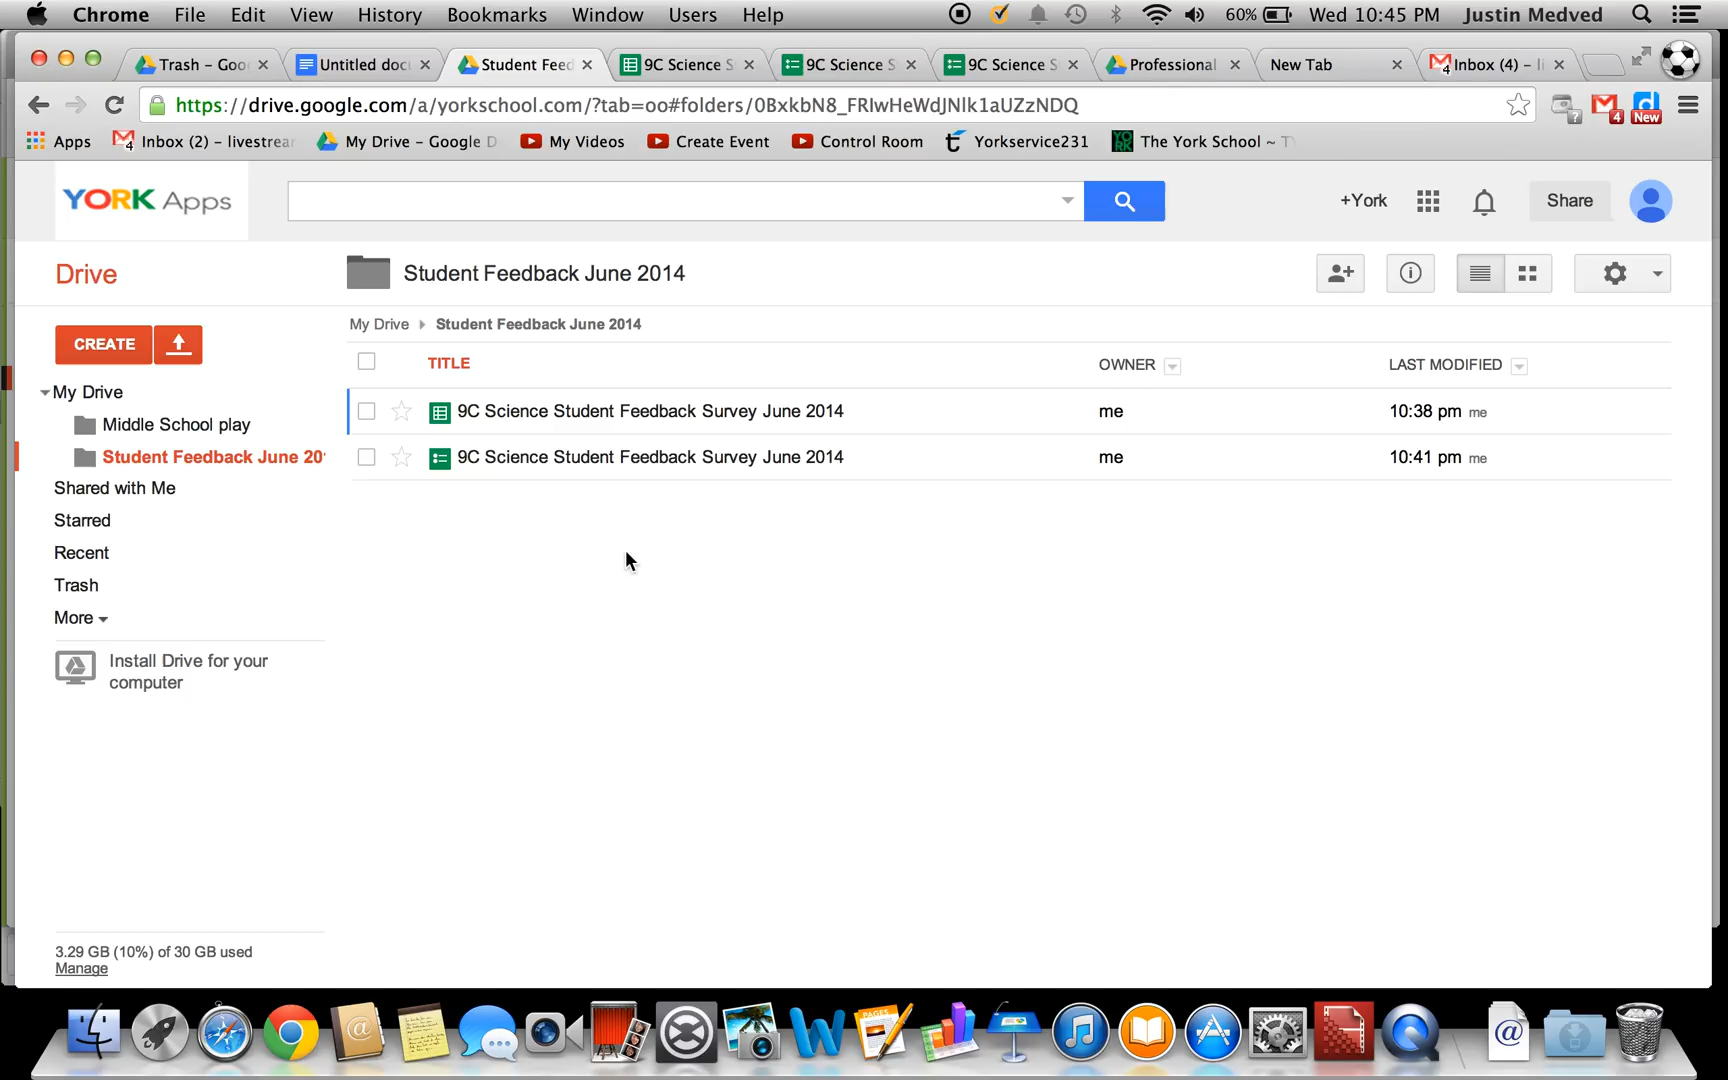 Chrome File Edit View History Bookmarks Window Users Help 60% Wed 10:45 PM Justin Medved
Trash – Goo Untitled doc Student Feed 9C Science S 9C Science S 9C Science S Professional New Tab Inbox (4) – li
https://drive.google.com/a/yorkschool.com/?tab=oo#folders/0BxkbN8_FRIwHeWdJNlk1aUZzNDQ
4 New
Apps Inbox (2) – livestrear My Drive – Google D My Videos Create Event Control Room Yorkservice231 The York School ~ T
YORK Apps +York Share
Drive Student Feedback June 2014
My Drive Student Feedback June 2014
CREATE
TITLE OWNER LAST MODIFIED
My Drive
9C Science Student Feedback Survey June 2014 me 10:38 pm me
Middle School play
9C Science Student Feedback Survey June 2014 me 10:41 pm me
Student Feedback June 20
Shared with Me
Starred
Recent
Trash
More
Install Drive for your
computer
3.29 GB (10%) of 30 GB used
Manage
PAGES